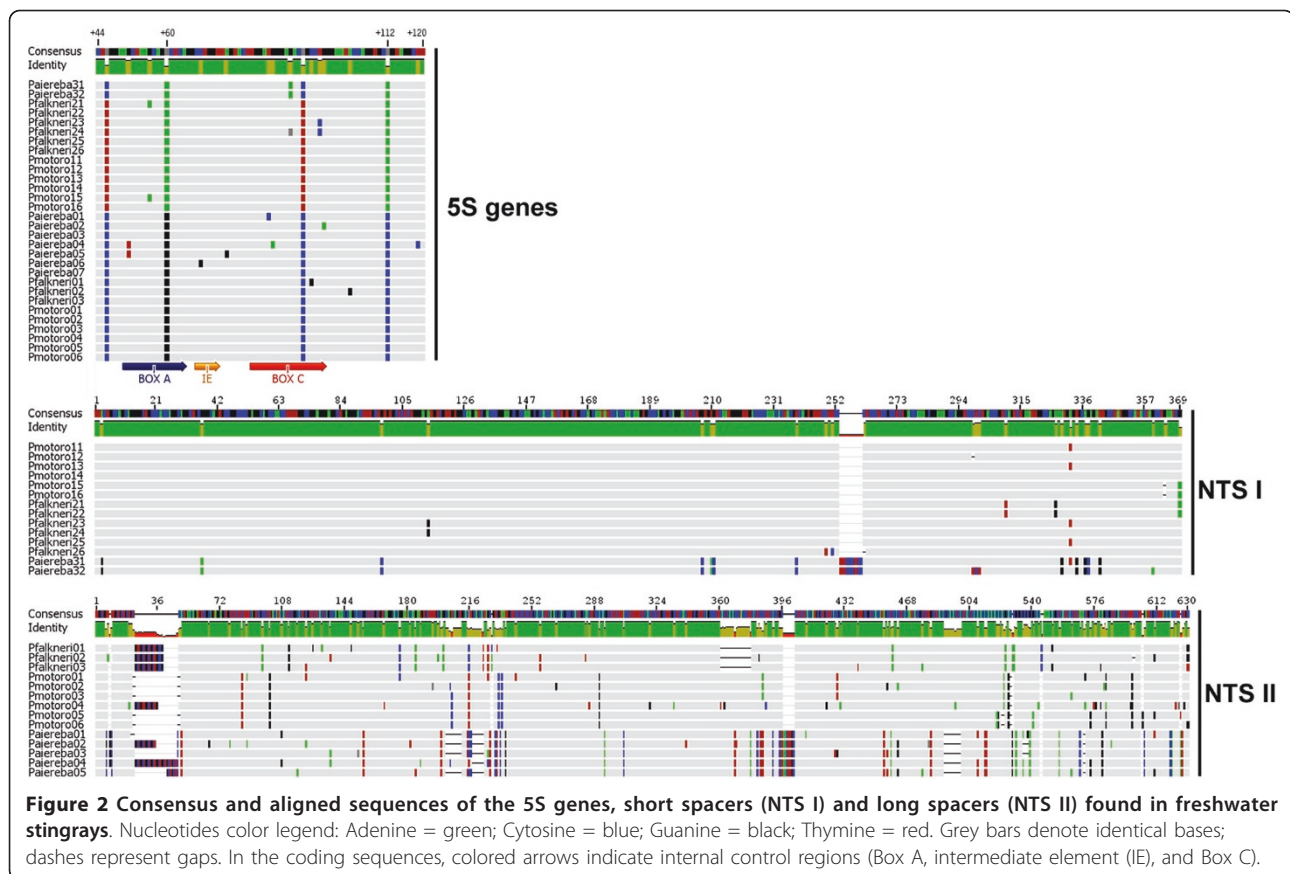 +44 +60 +112 +120
Consensus
Identity
Paiereba31
Paiereba32
Pfalkneri21
Pfalkneri22
Pfalkneri23
Pfalkneri24
Pfalkneri25
Pfalkneri26
Pmotoro11
Pmotoro12
Pmotoro13
Pmotoro14
Pmotoro15
Pmotoro16
Paiereba01
Paiereba02
Paiereba03
Paiereba04
Paiereba05
Paiereba06
Paiereba07
Pfalkneri01
Pfalkneri02
Pfalkneri03
Pmotoro01
Pmotoro02
Pmotoro03
Pmotoro04
Pmotoro05
Pmotoro06
BOX A IE BOX C
5S genes
1 21 42 63 84 105 126 147 168 189 210 231 252 273 294 315 336 357 369
Consensus
Identity
Pmotoro11
Pmotoro12
Pmotoro13
Pmotoro14
Pmotoro15
Pmotoro16
Pfalkneri21
Pfalkneri22
Pfalkneri23
Pfalkneri24
Pfalkneri25
Pfalkneri26
Paiereba31
Paiereba32
NTS I
1 36 72 108 144 180 216 252 288 324 360 396 432 468 504 540 576 612 630
Consensus
Identity
Pfalkneri01
Pfalkneri02
Pfalkneri03
Pmotoro01
Pmotoro02
Pmotoro03
Pmotoro04
Pmotoro05
Pmotoro06
Paiereba01
Paiereba02
Paiereba03
Paiereba04
Paiereba05
NTS II
Figure 2 Consensus and aligned sequences of the 5S genes, short spacers (NTS I) and long spacers (NTS II) found in freshwater
stingrays. Nucleotides color legend: Adenine = green; Cytosine = blue; Guanine = black; Thymine = red. Grey bars denote identical bases;
dashes represent gaps. In the coding sequences, colored arrows indicate internal control regions (Box A, intermediate element (IE), and Box C).